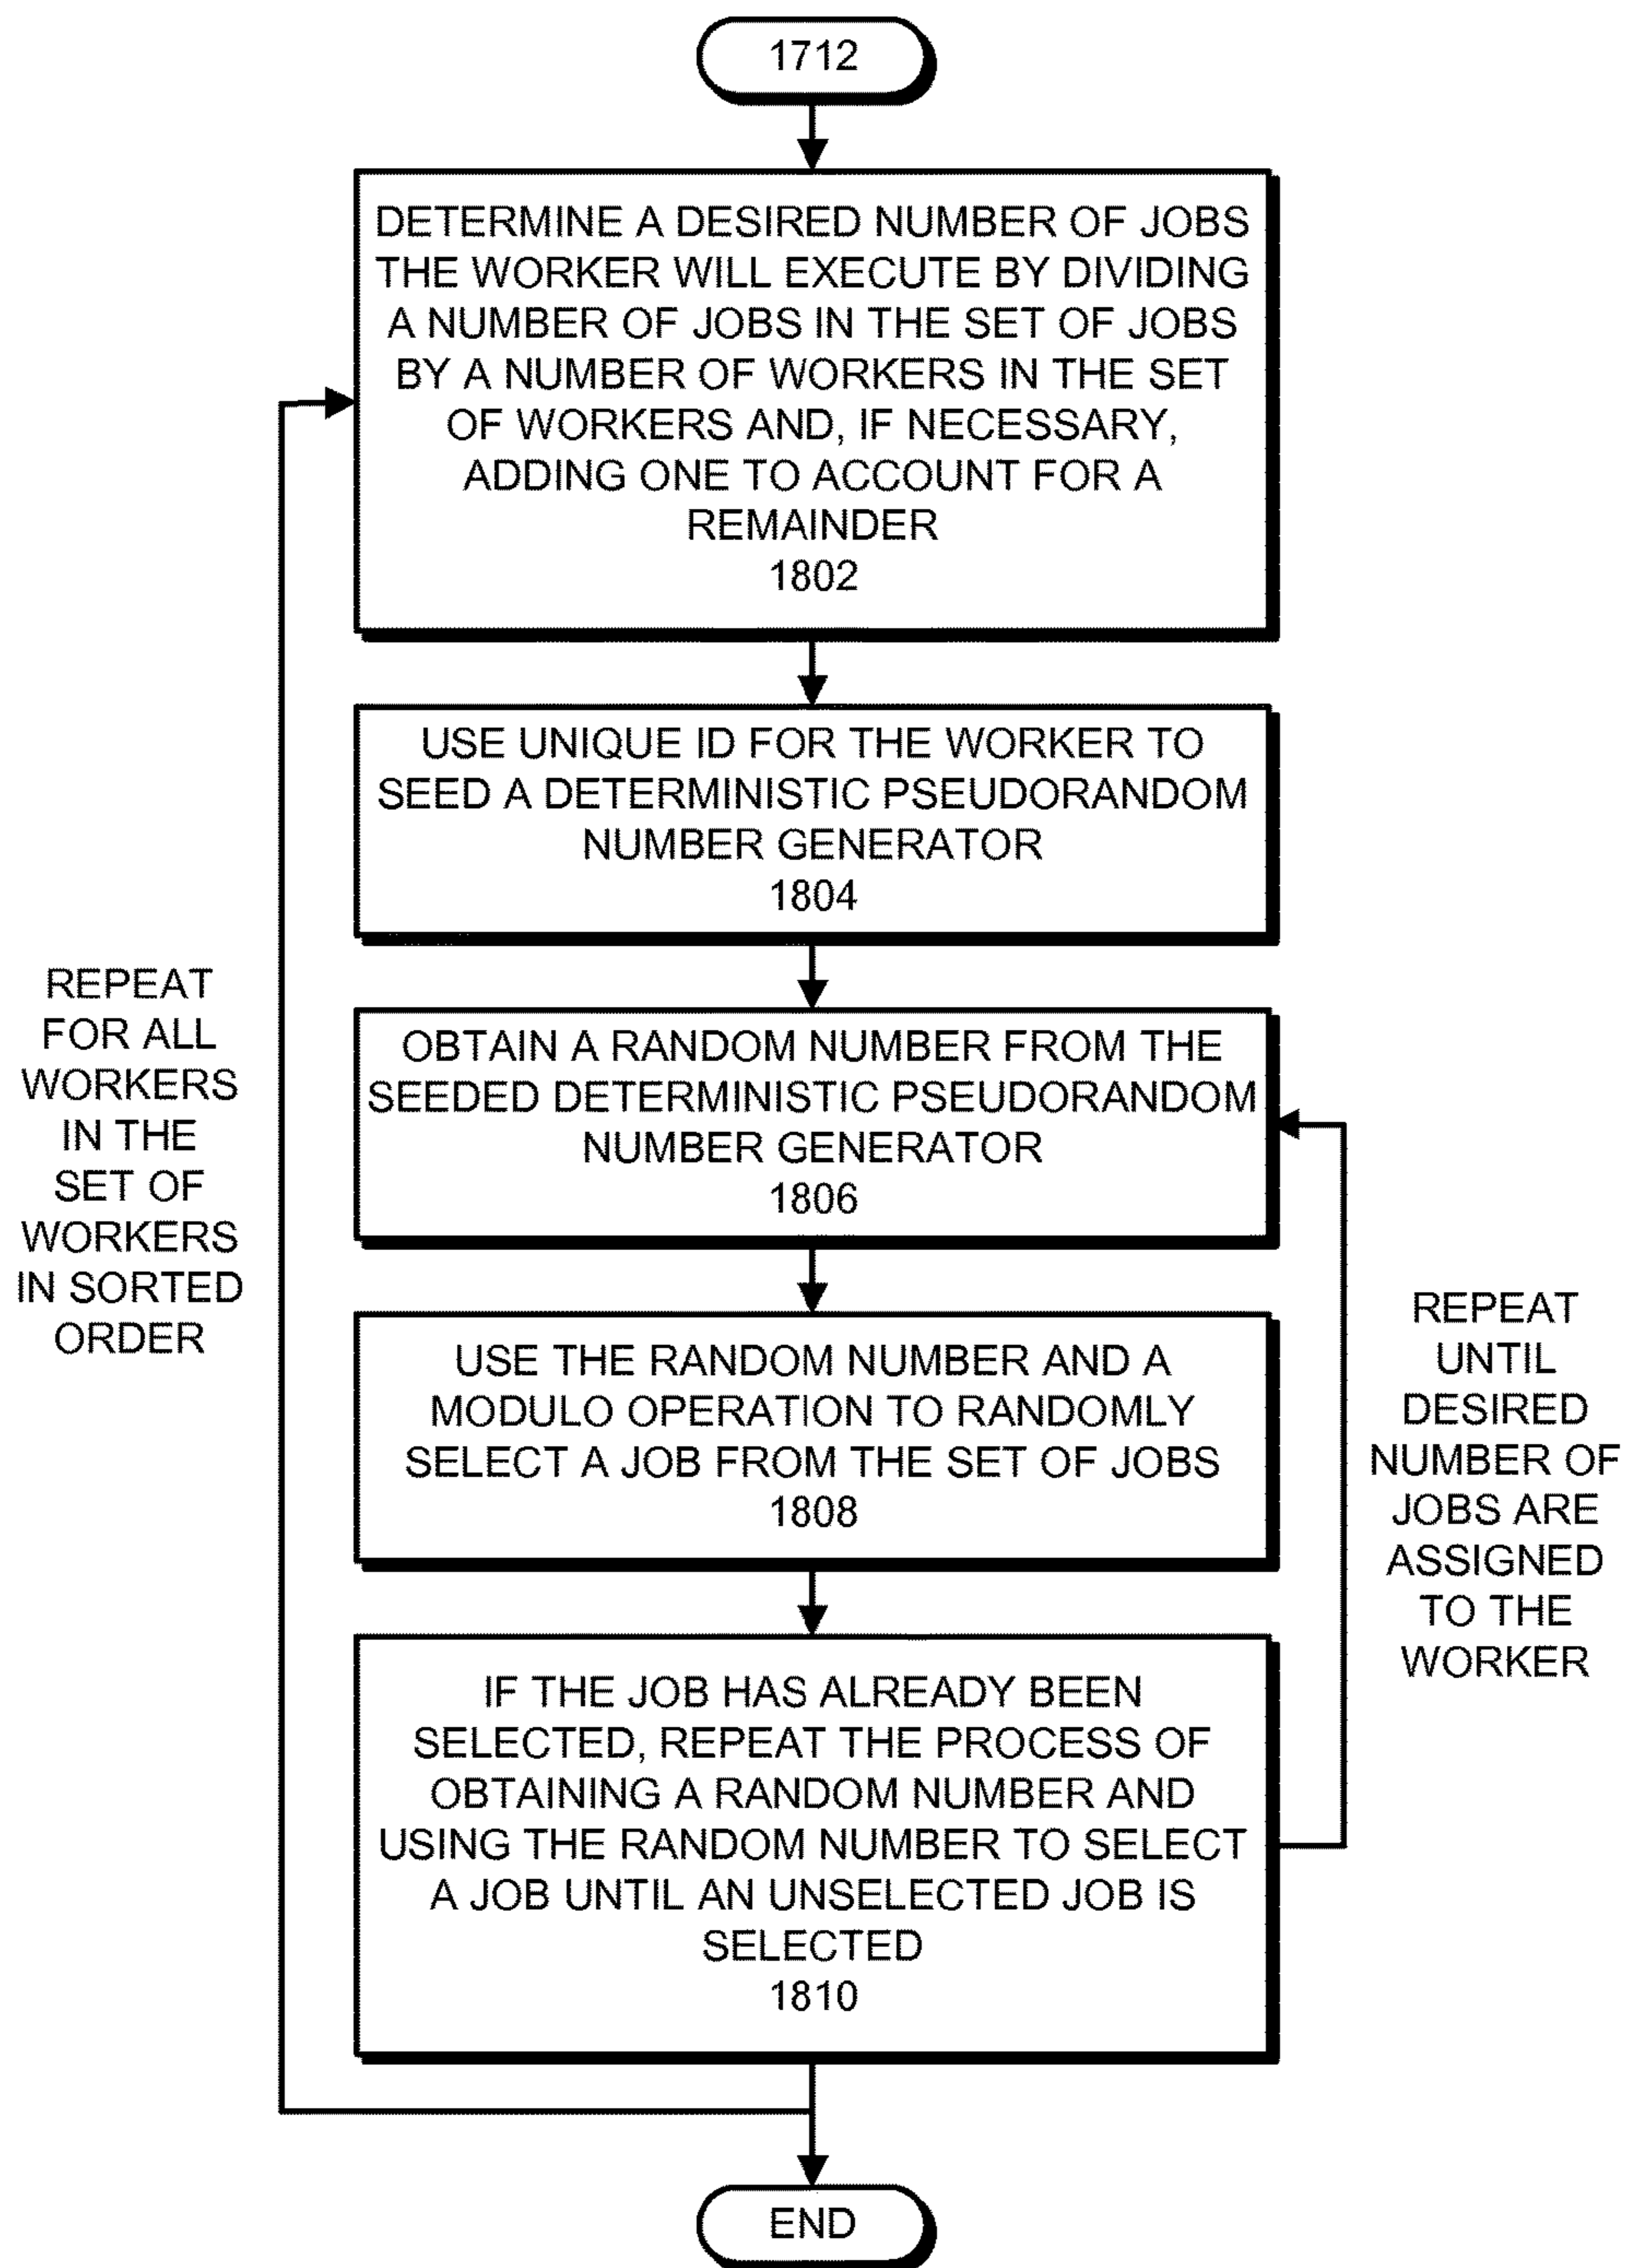 1712
DETERMINE A DESIRED NUMBER OF JOBS
THE WORKER WILL EXECUTE BY DIVIDING
A NUMBER OF JOBS IN THE SET OF JOBS
BY A NUMBER OF WORKERS IN THE SET
OF WORKERS AND, IF NECESSARY,
ADDING ONE TO ACCOUNT FOR A
REMAINDER
1802
USE UNIQUE ID FOR THE WORKER TO
SEED A DETERMINISTIC PSEUDORANDOM
NUMBER GENERATOR
1804
OBTAIN A RANDOM NUMBER FROM THE
SEEDED DETERMINISTIC PSEUDORANDOM
NUMBER GENERATOR
1806
USE THE RANDOM NUMBER AND A
MODULO OPERATION TO RANDOMLY
SELECT A JOB FROM THE SET OF JOBS
1808
IF THE JOB HAS ALREADY BEEN
SELECTED, REPEAT THE PROCESS OF
OBTAINING A RANDOM NUMBER AND
USING THE RANDOM NUMBER TO SELECT
A JOB UNTIL AN UNSELECTED JOB IS
SELECTED
1810
REPEAT
FOR ALL
WORKERS
IN THE
SET OF
WORKERS
IN SORTED
ORDER
REPEAT
UNTIL
DESIRED
NUMBER OF
JOBS ARE
ASSIGNED
TO THE
WORKER
END